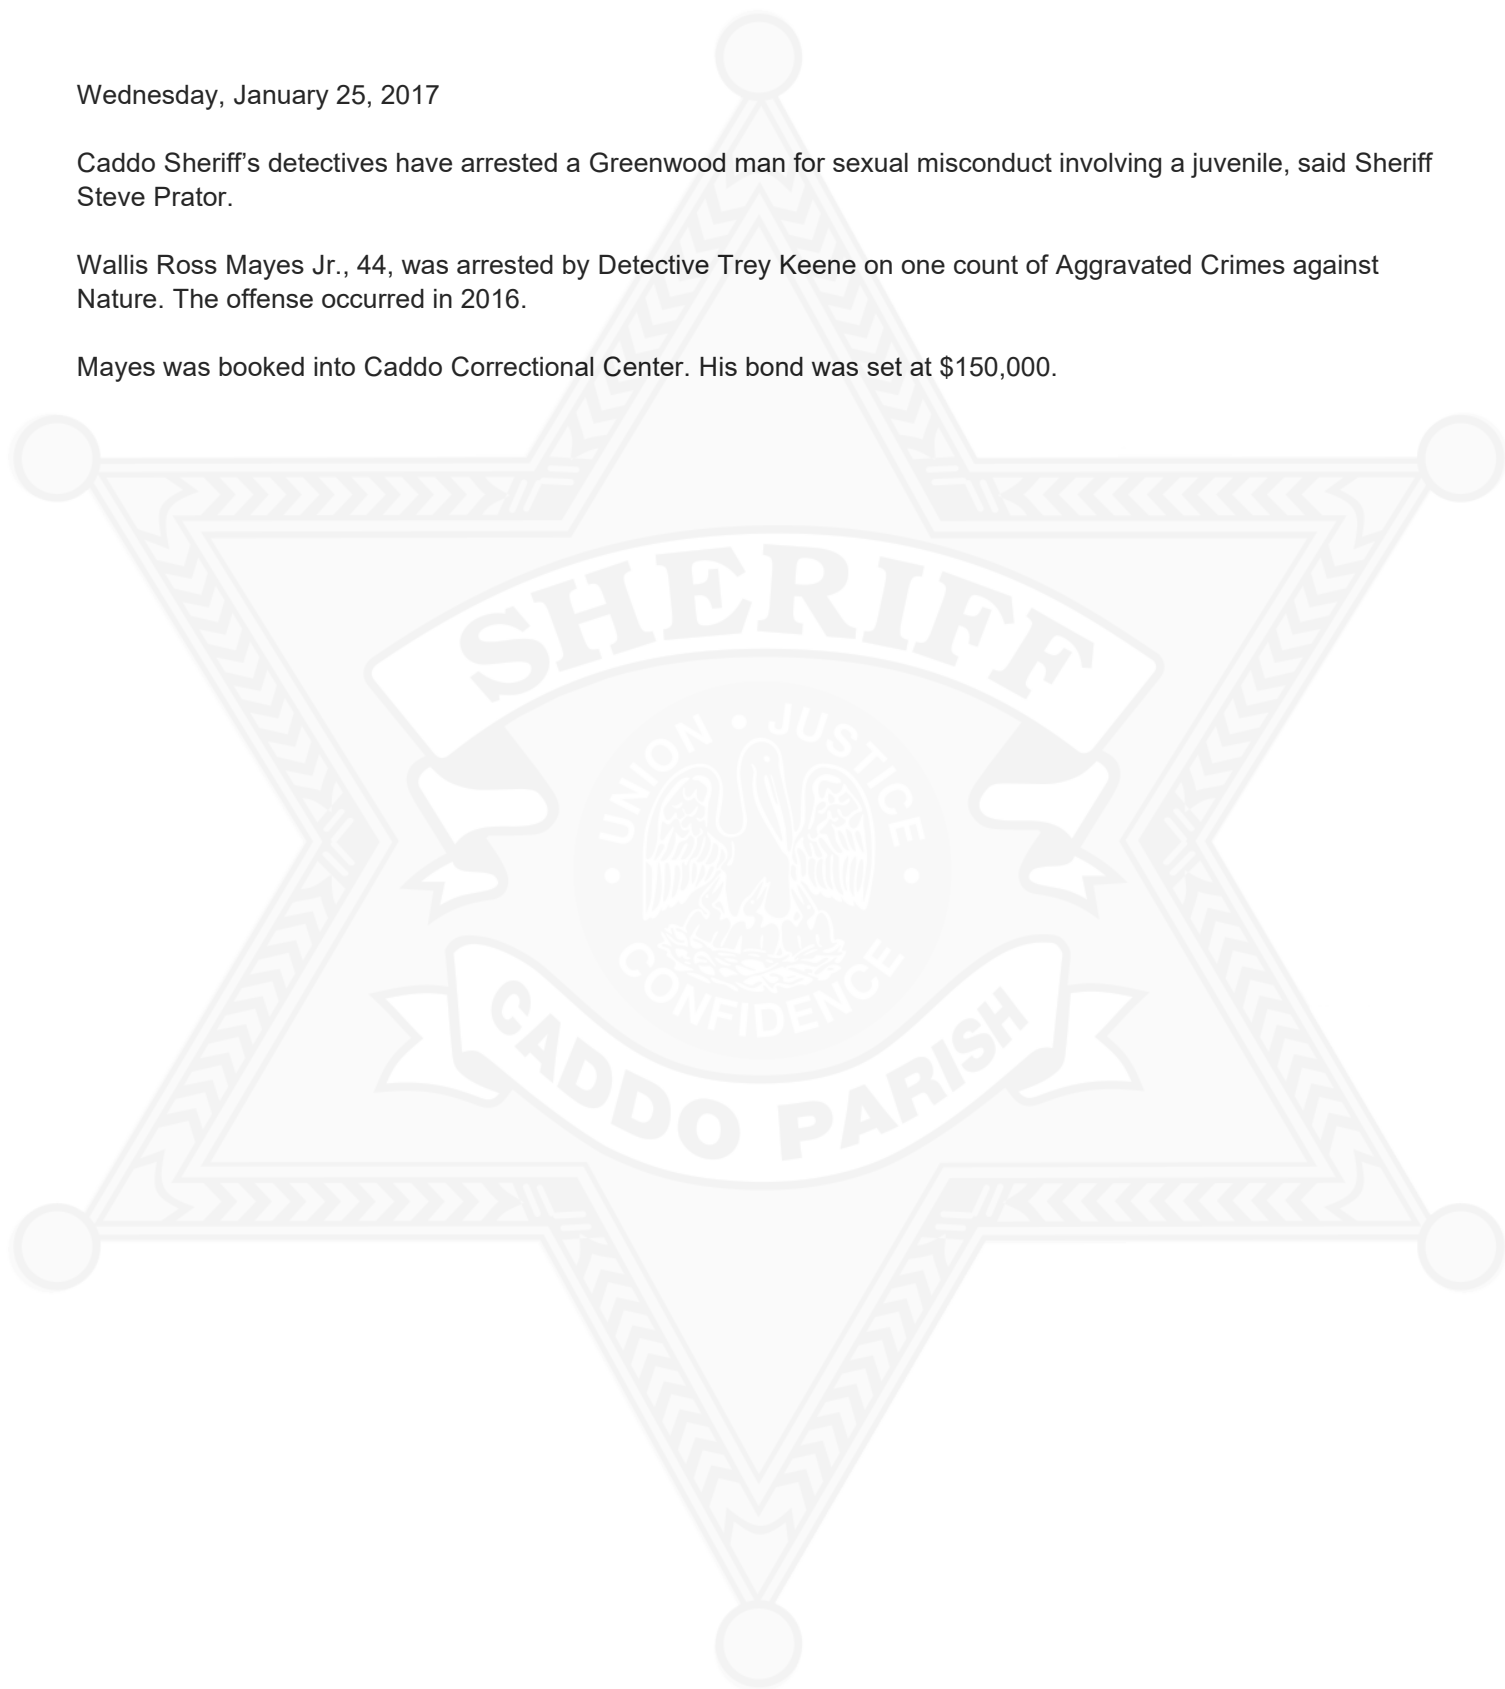 Wednesday, January 25, 2017
Caddo Sheriff’s detectives have arrested a Greenwood man for sexual misconduct involving a juvenile, said Sheriff
Steve Prator.
Wallis Ross Mayes Jr., 44, was arrested by Detective Trey Keene on one count of Aggravated Crimes against
Nature. The offense occurred in 2016.
Mayes was booked into Caddo Correctional Center. His bond was set at $150,000.
SHERIFF
UNION • JUSTICE
• CONFIDENCE •
CADDO PARISH